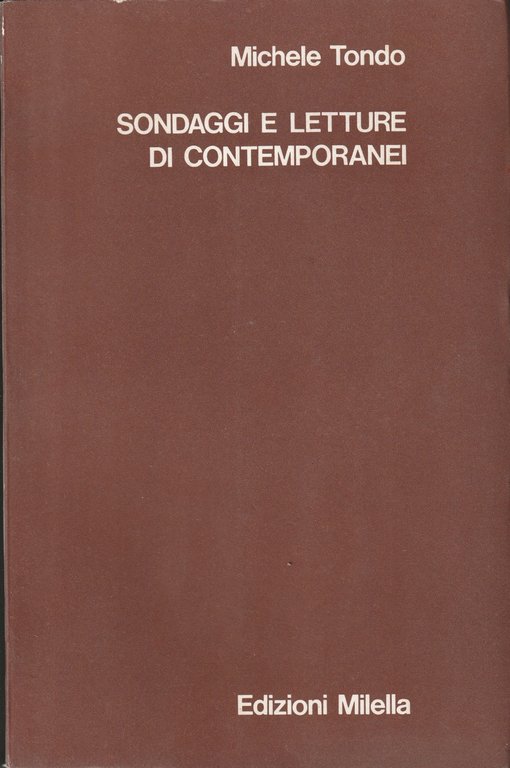 Michele Tondo
SONDAGGI E LETTURE
DI CONTEMPORANEI
Edizioni Milella